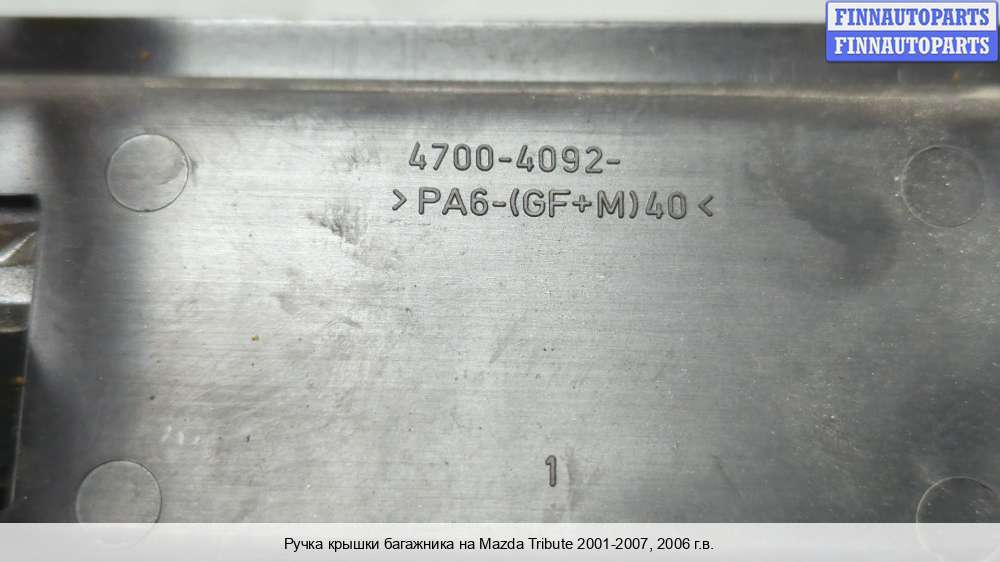 FINNAUTOPARTS
FINNAUTOPARTS
4700-4092-
>PA6-(GF+M)40<
1
Ручка крышки багажника на Mazda Tribute 2001-2007, 2006 г.в.